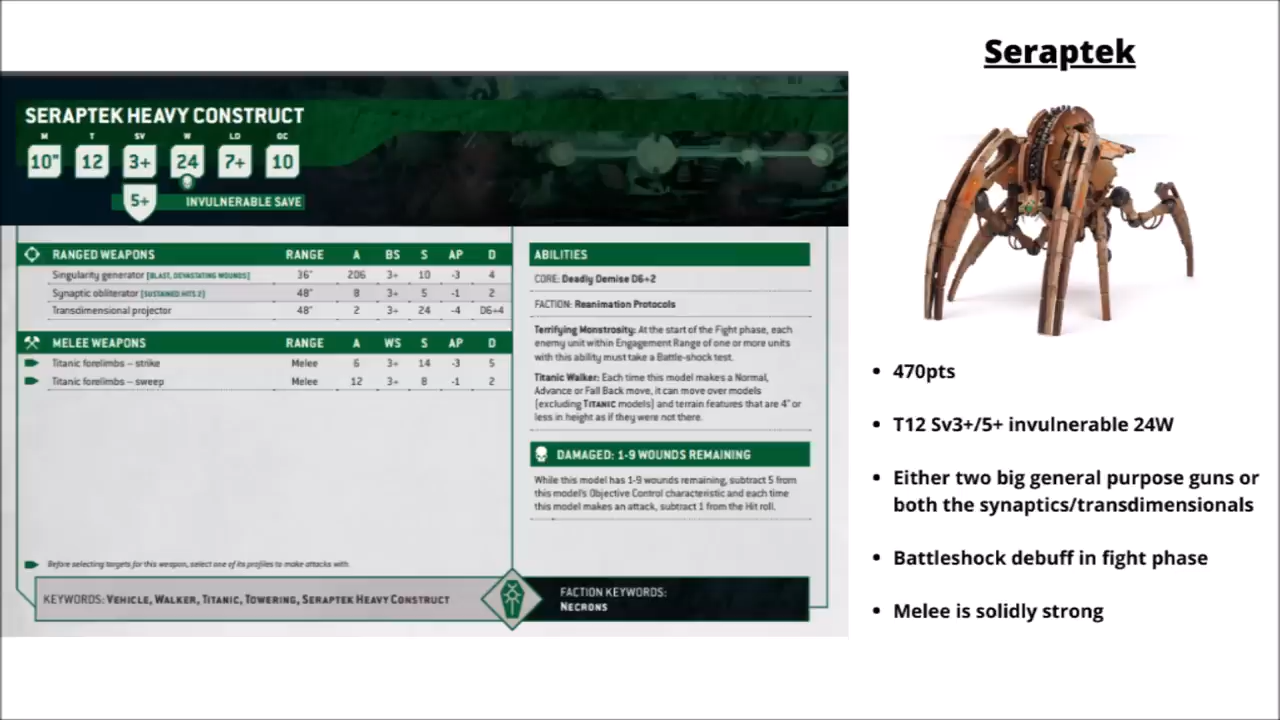 Seraptek
SERAPTEK HEAVY CONSTRUCT
M T SV W LD OC
10" 12 3+ 24 7+ 10
5+ INVULNERABLE SAVE
RANGED WEAPONS RANGE A BS S AP D
Singularity generator [BLAST, DEVASTATING WOUNDS] 36" 2D6 3+ 10 -3 4
Synaptic obliterator [SUSTAINED HITS 2] 48" 8 3+ 5 -1 2
Transdimensional projector 48" 2 3+ 24 -4 D6+4
MELEE WEAPONS RANGE A WS S AP D
Titanic forelimbs – strike Melee 6 3+ 14 -3 5
Titanic forelimbs – sweep Melee 12 3+ 8 -1 2
Before selecting targets for this weapon, select one of its profiles to make attacks with.
KEYWORDS: VEHICLE, WALKER, TITANIC, TOWERING, SERAPTEK HEAVY CONSTRUCT
ABILITIES
CORE: Deadly Demise D6+2
FACTION: Reanimation Protocols
Terrifying Monstrosity: At the start of the Fight phase, each
enemy unit within Engagement Range of one or more units
with this ability must take a Battle-shock test.
Titanic Walker: Each time this model makes a Normal,
Advance or Fall Back move, it can move over models
(excluding TITANIC models) and terrain features that are 4" or
less in height as if they were not there.
DAMAGED: 1-9 WOUNDS REMAINING
While this model has 1-9 wounds remaining, subtract 5 from
this model's Objective Control characteristic and each time
this model makes an attack, subtract 1 from the Hit roll.
FACTION KEYWORDS:
NECRONS
• 470pts
• T12 Sv3+/5+ invulnerable 24W
• Either two big general purpose guns or
both the synaptics/transdimensionals
• Battleshock debuff in fight phase
• Melee is solidly strong